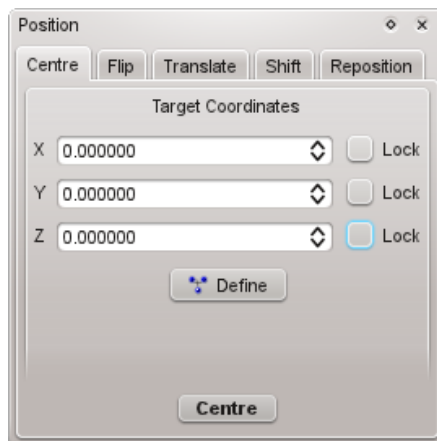 Position
Centre Flip Translate Shift Reposition
Target Coordinates
X 0.000000 Lock
Y 0.000000 Lock
Z 0.000000 Lock
Define
Centre